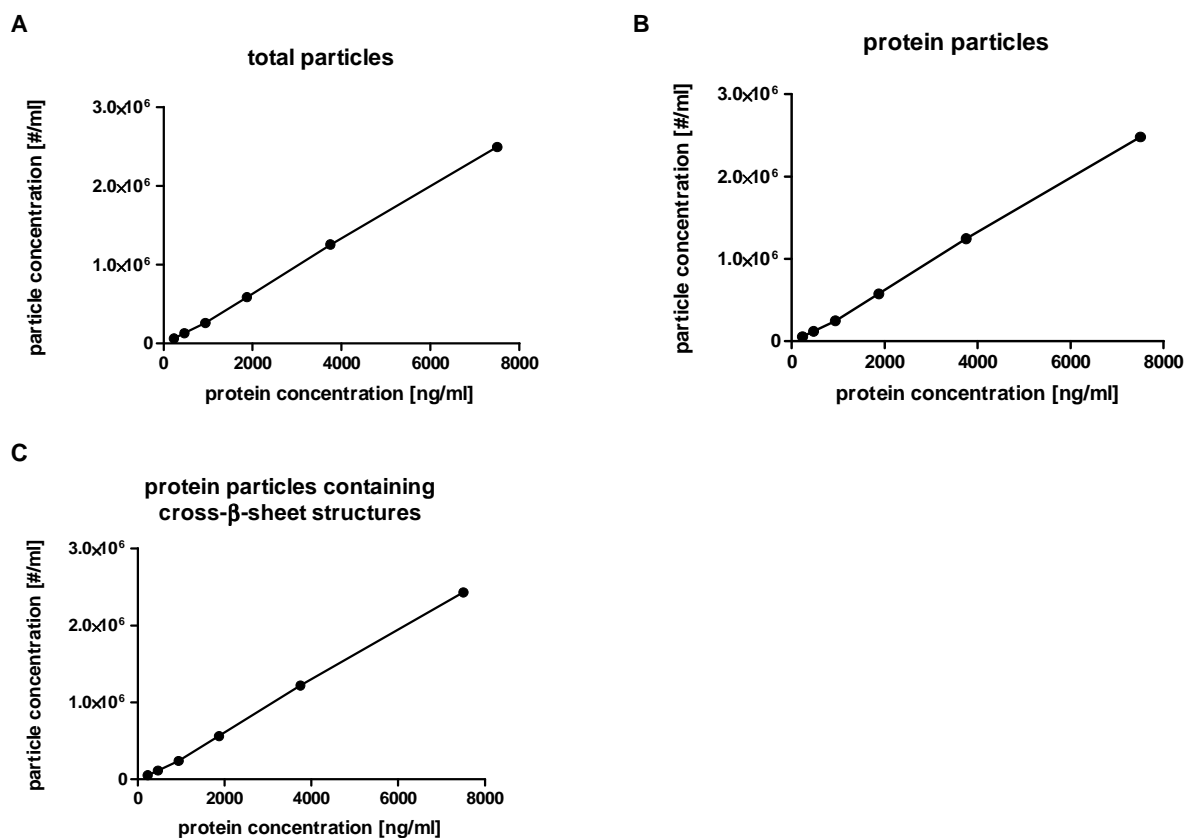 A
total particles
particle concentration [#/ml]
3.0×10⁶
2.0×10⁶
1.0×10⁶
0
0 2000 4000 6000 8000
protein concentration [ng/ml]
B
protein particles
particle concentration [#/ml]
3.0×10⁶
2.0×10⁶
1.0×10⁶
0
0 2000 4000 6000 8000
protein concentration [ng/ml]
C
protein particles containing
cross-β-sheet structures
particle concentration [#/ml]
3.0×10⁶
2.0×10⁶
1.0×10⁶
0
0 2000 4000 6000 8000
protein concentration [ng/ml]